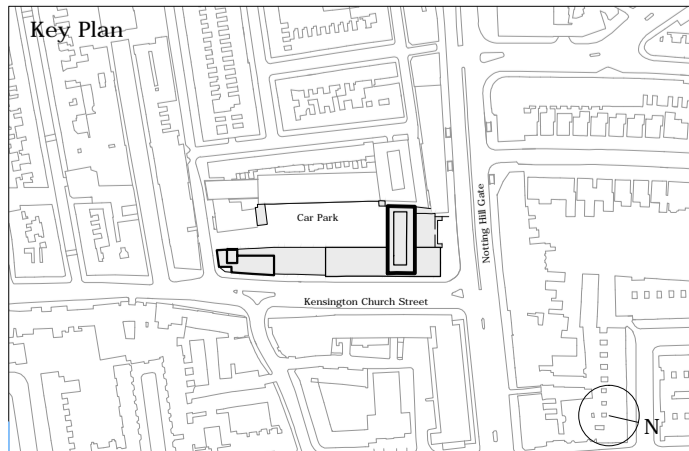 Key Plan
Car Park
Notting Hill Gate
Kensington Church Street
N